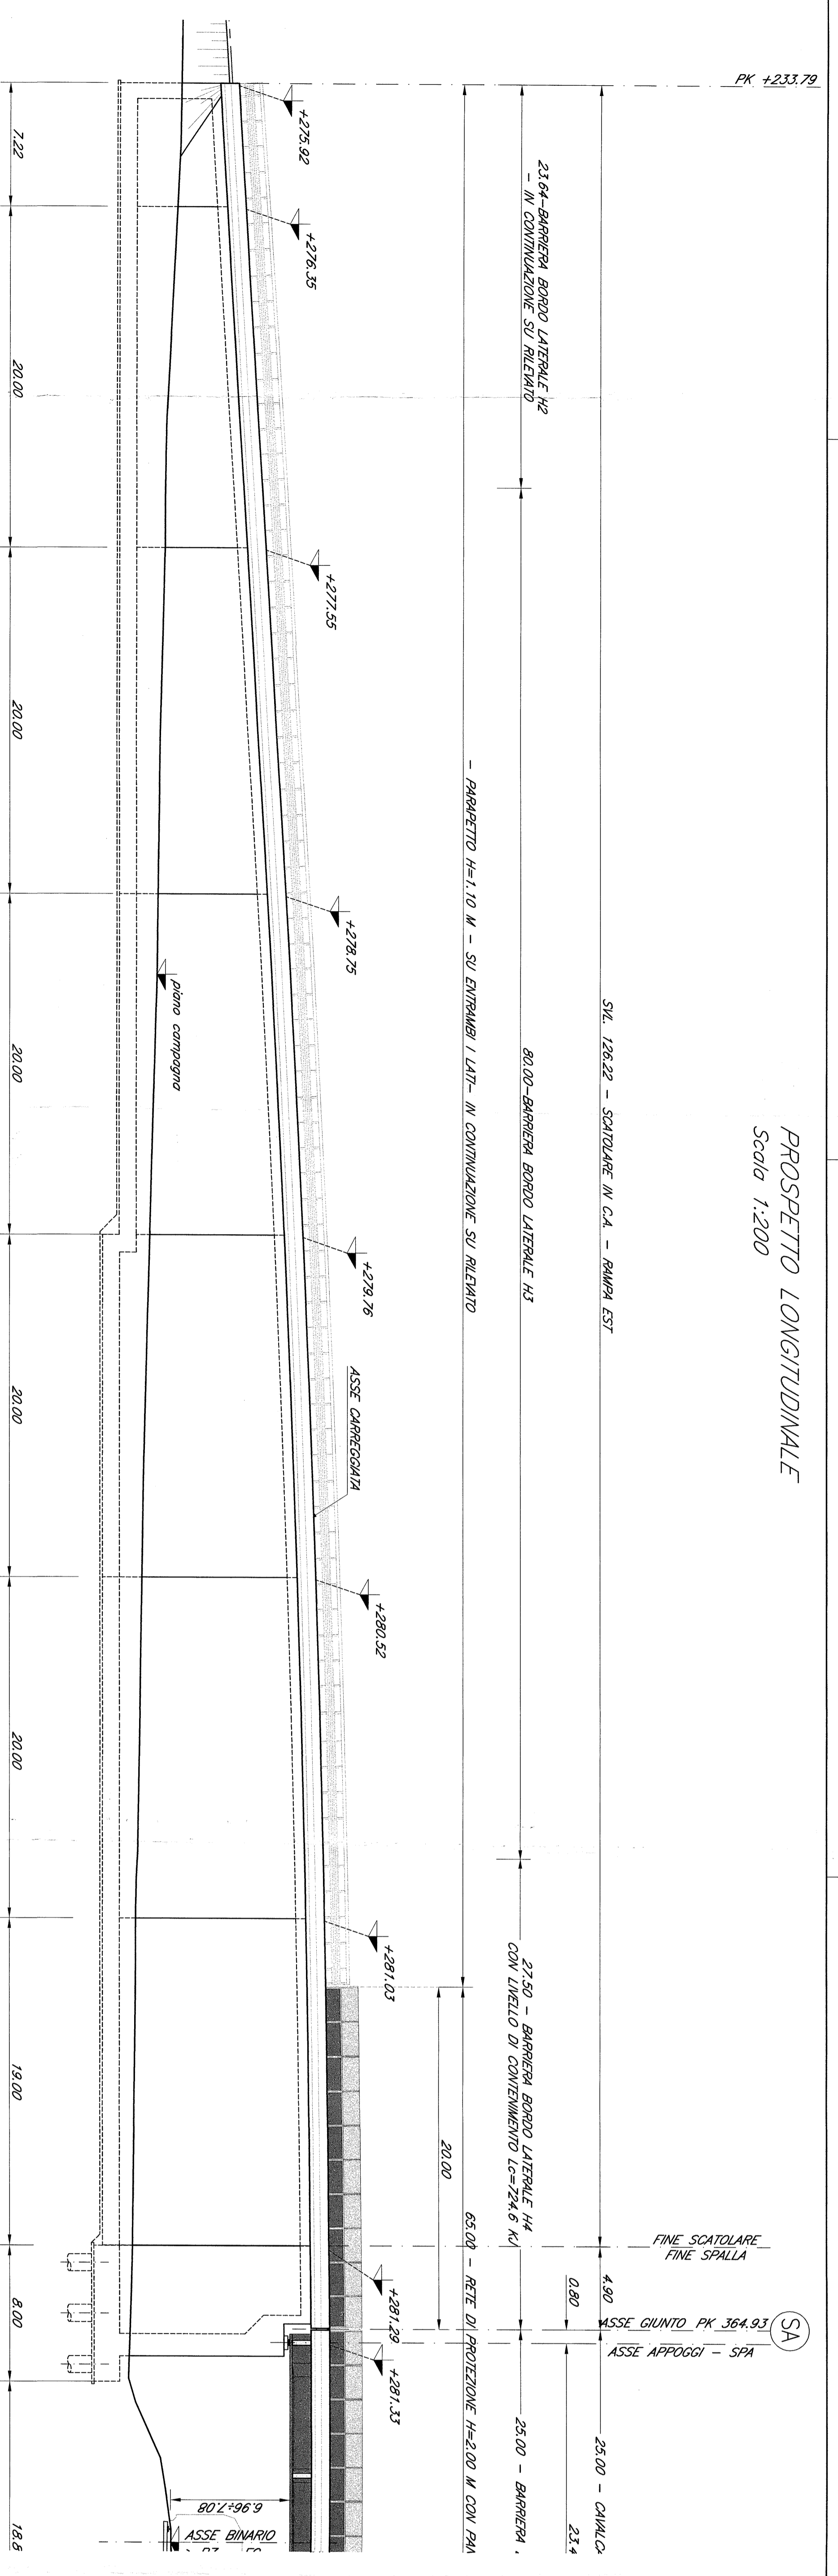 PROSPETTO LONGITUDINALE
Scala 1:200
PK +233.79
SVL. 126.22 - SCATOLARE IN C.A. - RAMPA EST
4.90
25.00 - CAVALCA
0.80
23.4
23.64-BARRIERA BORDO LATERALE H2
- IN CONTINUAZIONE SU RILEVATO
80.00-BARRIERA BORDO LATERALE H3
27.50 - BARRIERA BORDO LATERALE H4
CON LIVELLO DI CONTENIMENTO Lc=724.6 KJ
25.00 - BARRIERA
- PARAPETTO H=1.10 M - SU ENTRAMBI I LATI- IN CONTINUAZIONE SU RILEVATO
65.00 - RETE DI PROTEZIONE H=2.00 M CON PAN
20.00
FINE SCATOLARE
FINE SPALLA
ASSE GIUNTO PK 364.93
SA
ASSE APPOGGI - SPA
+275.92
+276.35
+277.55
+278.75
+279.76
+280.52
+281.03
+281.29
+281.33
ASSE CARREGGIATA
piano campagna
6.96÷7.08
ASSE BINARIO
7.22
20.00
20.00
20.00
20.00
20.00
19.00
8.00
18.8